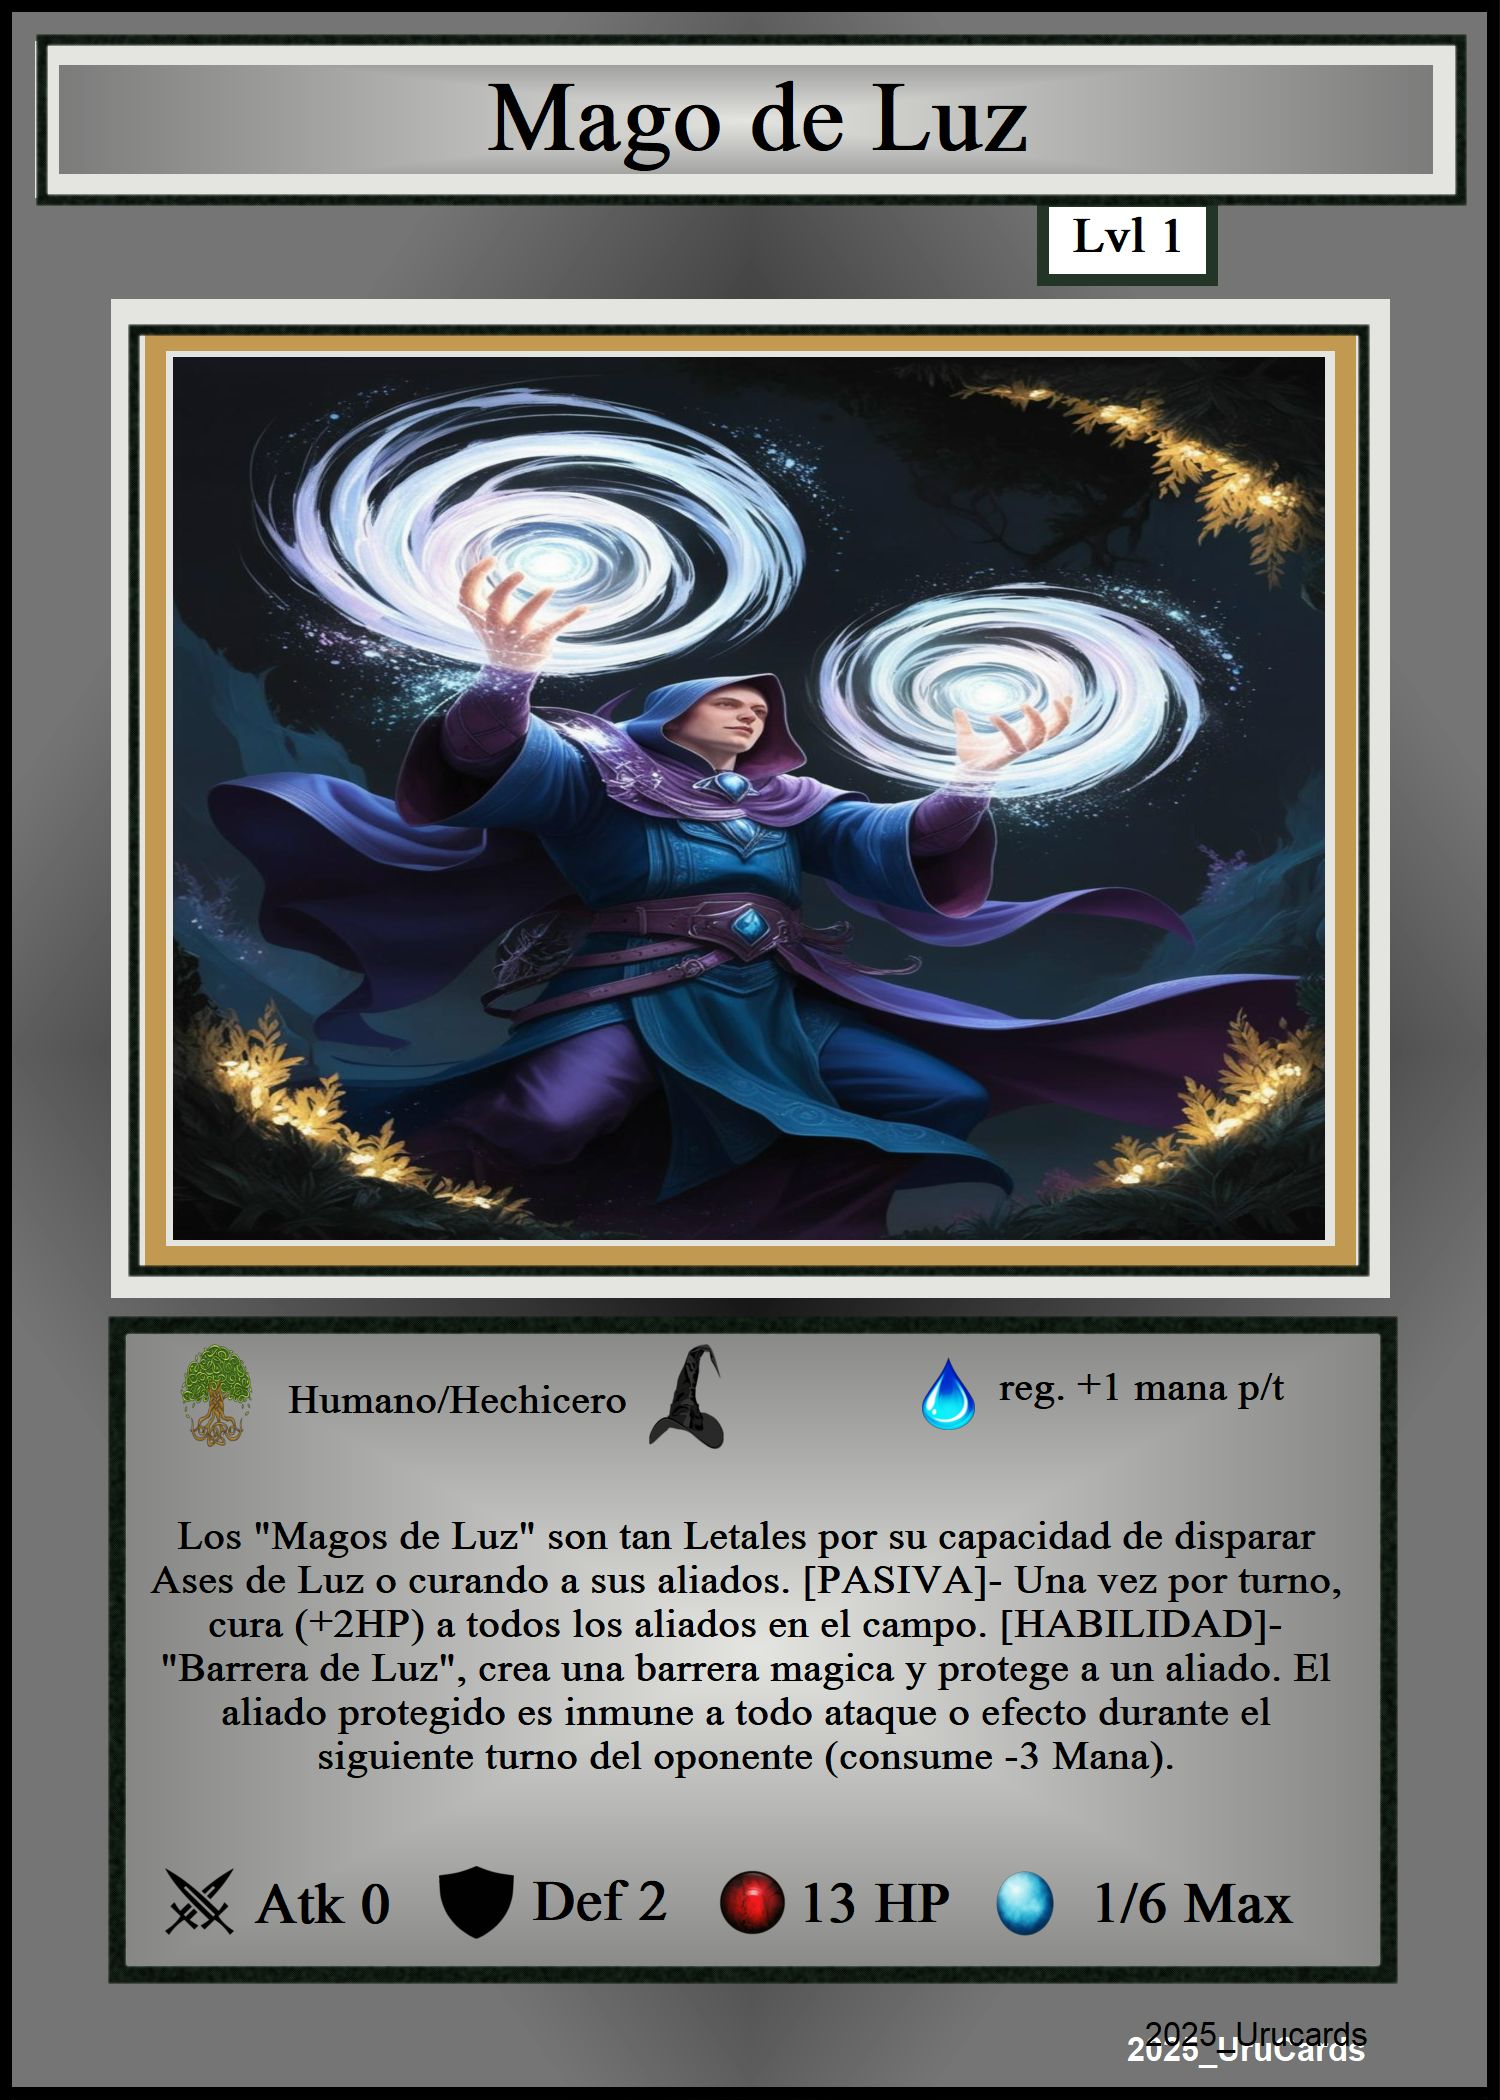 Mago de Luz
Lvl 1
Humano/Hechicero
reg. +1 mana p/t
Los "Magos de Luz" son tan Letales por su capacidad de disparar
Ases de Luz o curando a sus aliados. [PASIVA]- Una vez por turno,
cura (+2HP) a todos los aliados en el campo. [HABILIDAD]-
"Barrera de Luz", crea una barrera magica y protege a un aliado. El
aliado protegido es inmune a todo ataque o efecto durante el
siguiente turno del oponente (consume -3 Mana).
Atk 0 Def 2 13 HP 1/6 Max
2025_Urucards
2025_UruCards